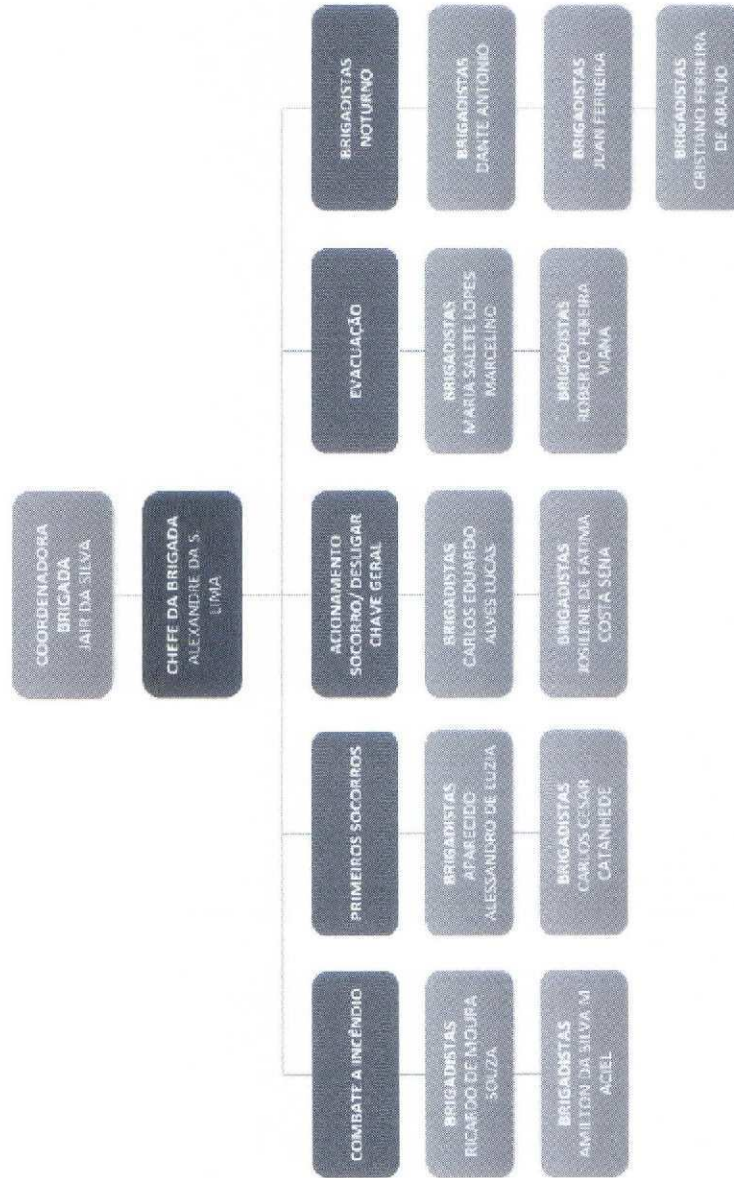 COORDENADORA
BRIGADA
JAIR DA SILVA
CHEFE DA BRIGADA
ALEXANDRE DA S.
LIMA
COMBATE A INCÊNDIO
BRIGADISTAS
RICARDO DE MOURA
SOUZA
BRIGADISTAS
AMILTON DA SILVA M
ACIEL
PRIMEIROS SOCORROS
BRIGADISTAS
APARECIDO
ALESSANDRO DE LUZIA
BRIGADISTAS
CARLOS CESAR
CATANHEDE
ACIONAMENTO
SOCORRO/ DESLIGAR
CHAVE GERAL
BRIGADISTAS
CARLOS EDUARDO
ALVES LUCAS
BRIGADISTAS
JOSILENE DE FATIMA
COSTA SENA
EVACUAÇÃO
BRIGADISTAS
MARIA SALETE LOPES
MARCELINO
BRIGADISTAS
ROBERTO PEREIRA
VIANA
BRIGADISTAS
NOTURNO
BRIGADISTAS
DANTE ANTONIO
BRIGADISTAS
JUAN FERREIRA
BRIGADISTAS
CRISTIANO FERREIRA
DE ARAUJO